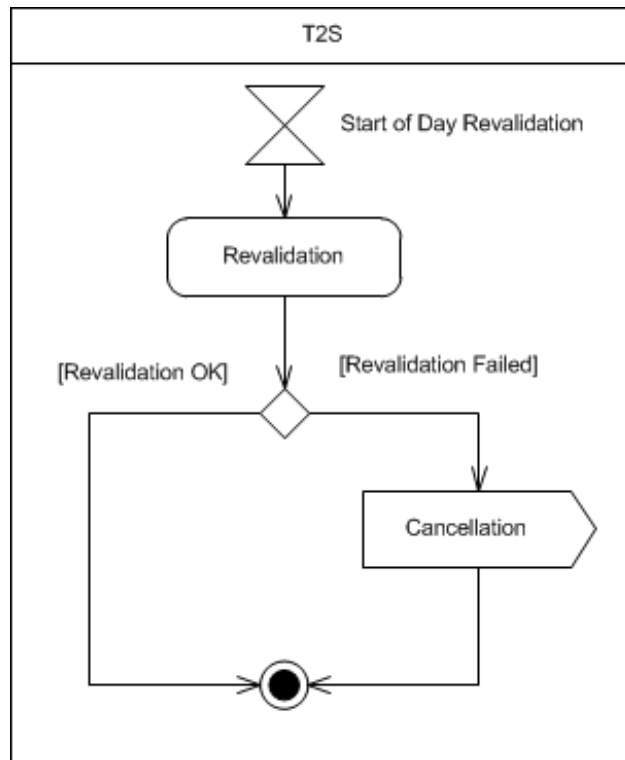 T2S
Start of Day Revalidation
Revalidation
[Revalidation OK]
[Revalidation Failed]
Cancellation